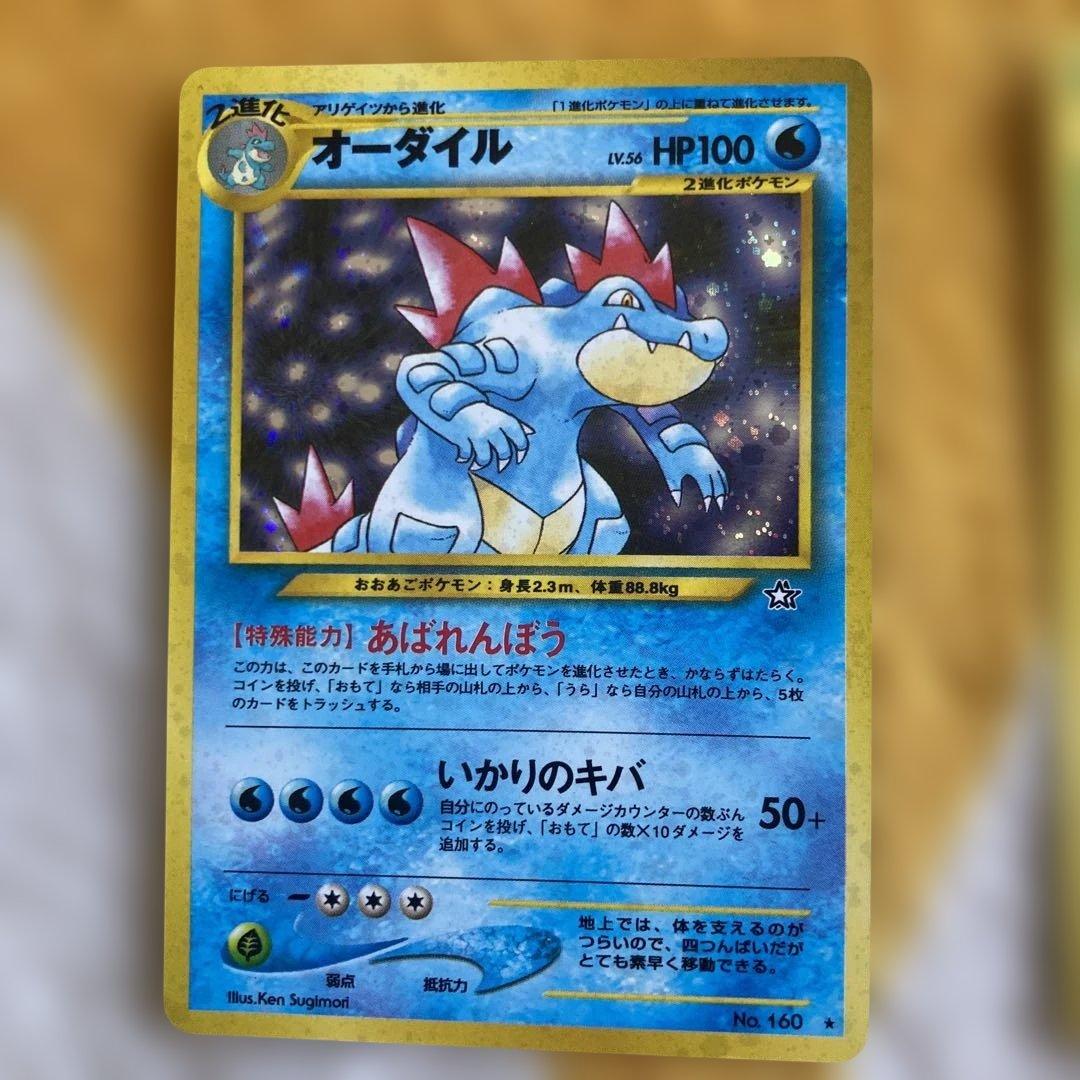 2進化
アリゲイツから進化
「1進化ポケモン」の上に重ねて進化させます。
オーダイル
LV.56 HP100
2進化ポケモン
おおあごポケモン：身長2.3m、体重88.8kg
【特殊能力】あばれんぼう
この力は、このカードを手札から場に出してポケモンを進化させたとき、かならずはたらく。
コインを投げ、「おもて」なら相手の山札の上から、「うら」なら自分の山札の上から、5枚
のカードをトラッシュする。
いかりのキバ
自分にのっているダメージカウンターの数ぶん
コインを投げ、「おもて」の数×10ダメージを
追加する。
50+
にげる
地上では、体を支えるのが
つらいので、四つんばいだが
とても素早く移動できる。
弱点
抵抗力
Illus.Ken Sugimori
No. 160 ★